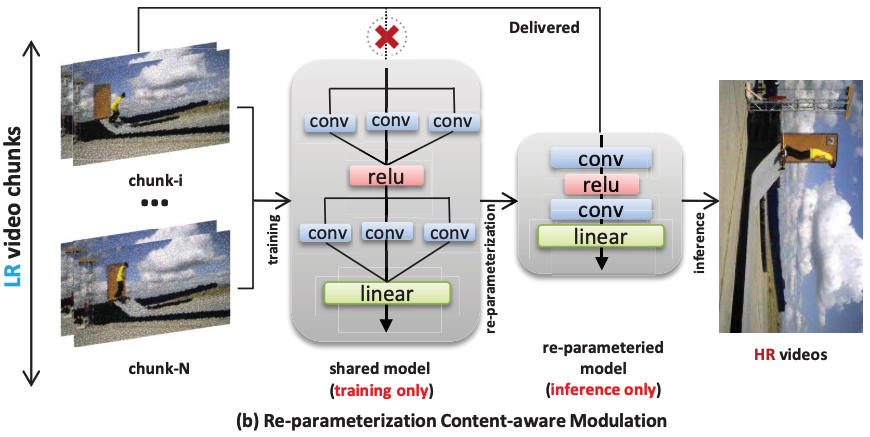 Delivered
LR video chunks
chunk-i
...
chunk-N
training
conv
conv
conv
relu
conv
conv
conv
linear
shared model
(training only)
re-parameterization
conv
relu
conv
linear
re-parameteried
model
(inference only)
inference
HR videos
(b) Re-parameterization Content-aware Modulation